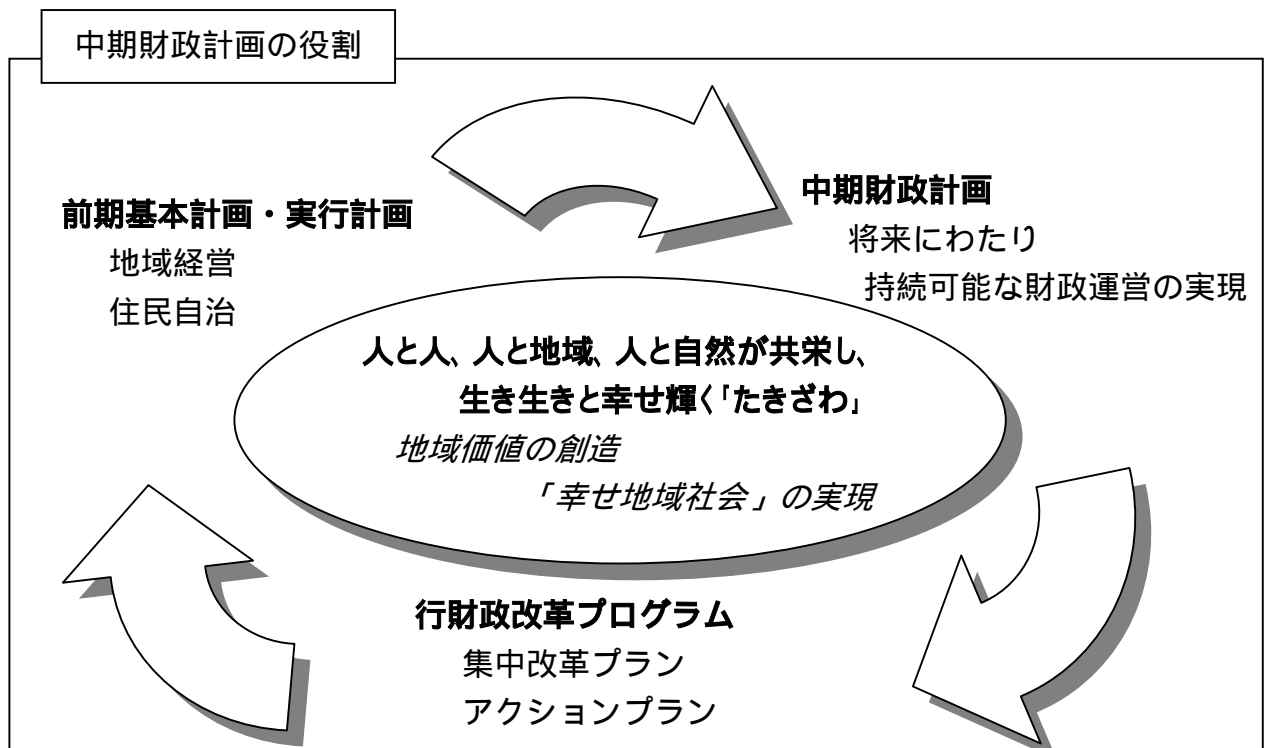 中期財政計画の役割
前期基本計画・実行計画
地域経営
住民自治
中期財政計画
将来にわたり
持続可能な財政運営の実現
人と人、人と地域、人と自然が共栄し、
生き生きと幸せ輝く「たきざわ」
地域価値の創造
「幸せ地域社会」の実現
行財政改革プログラム
集中改革プラン
アクションプラン